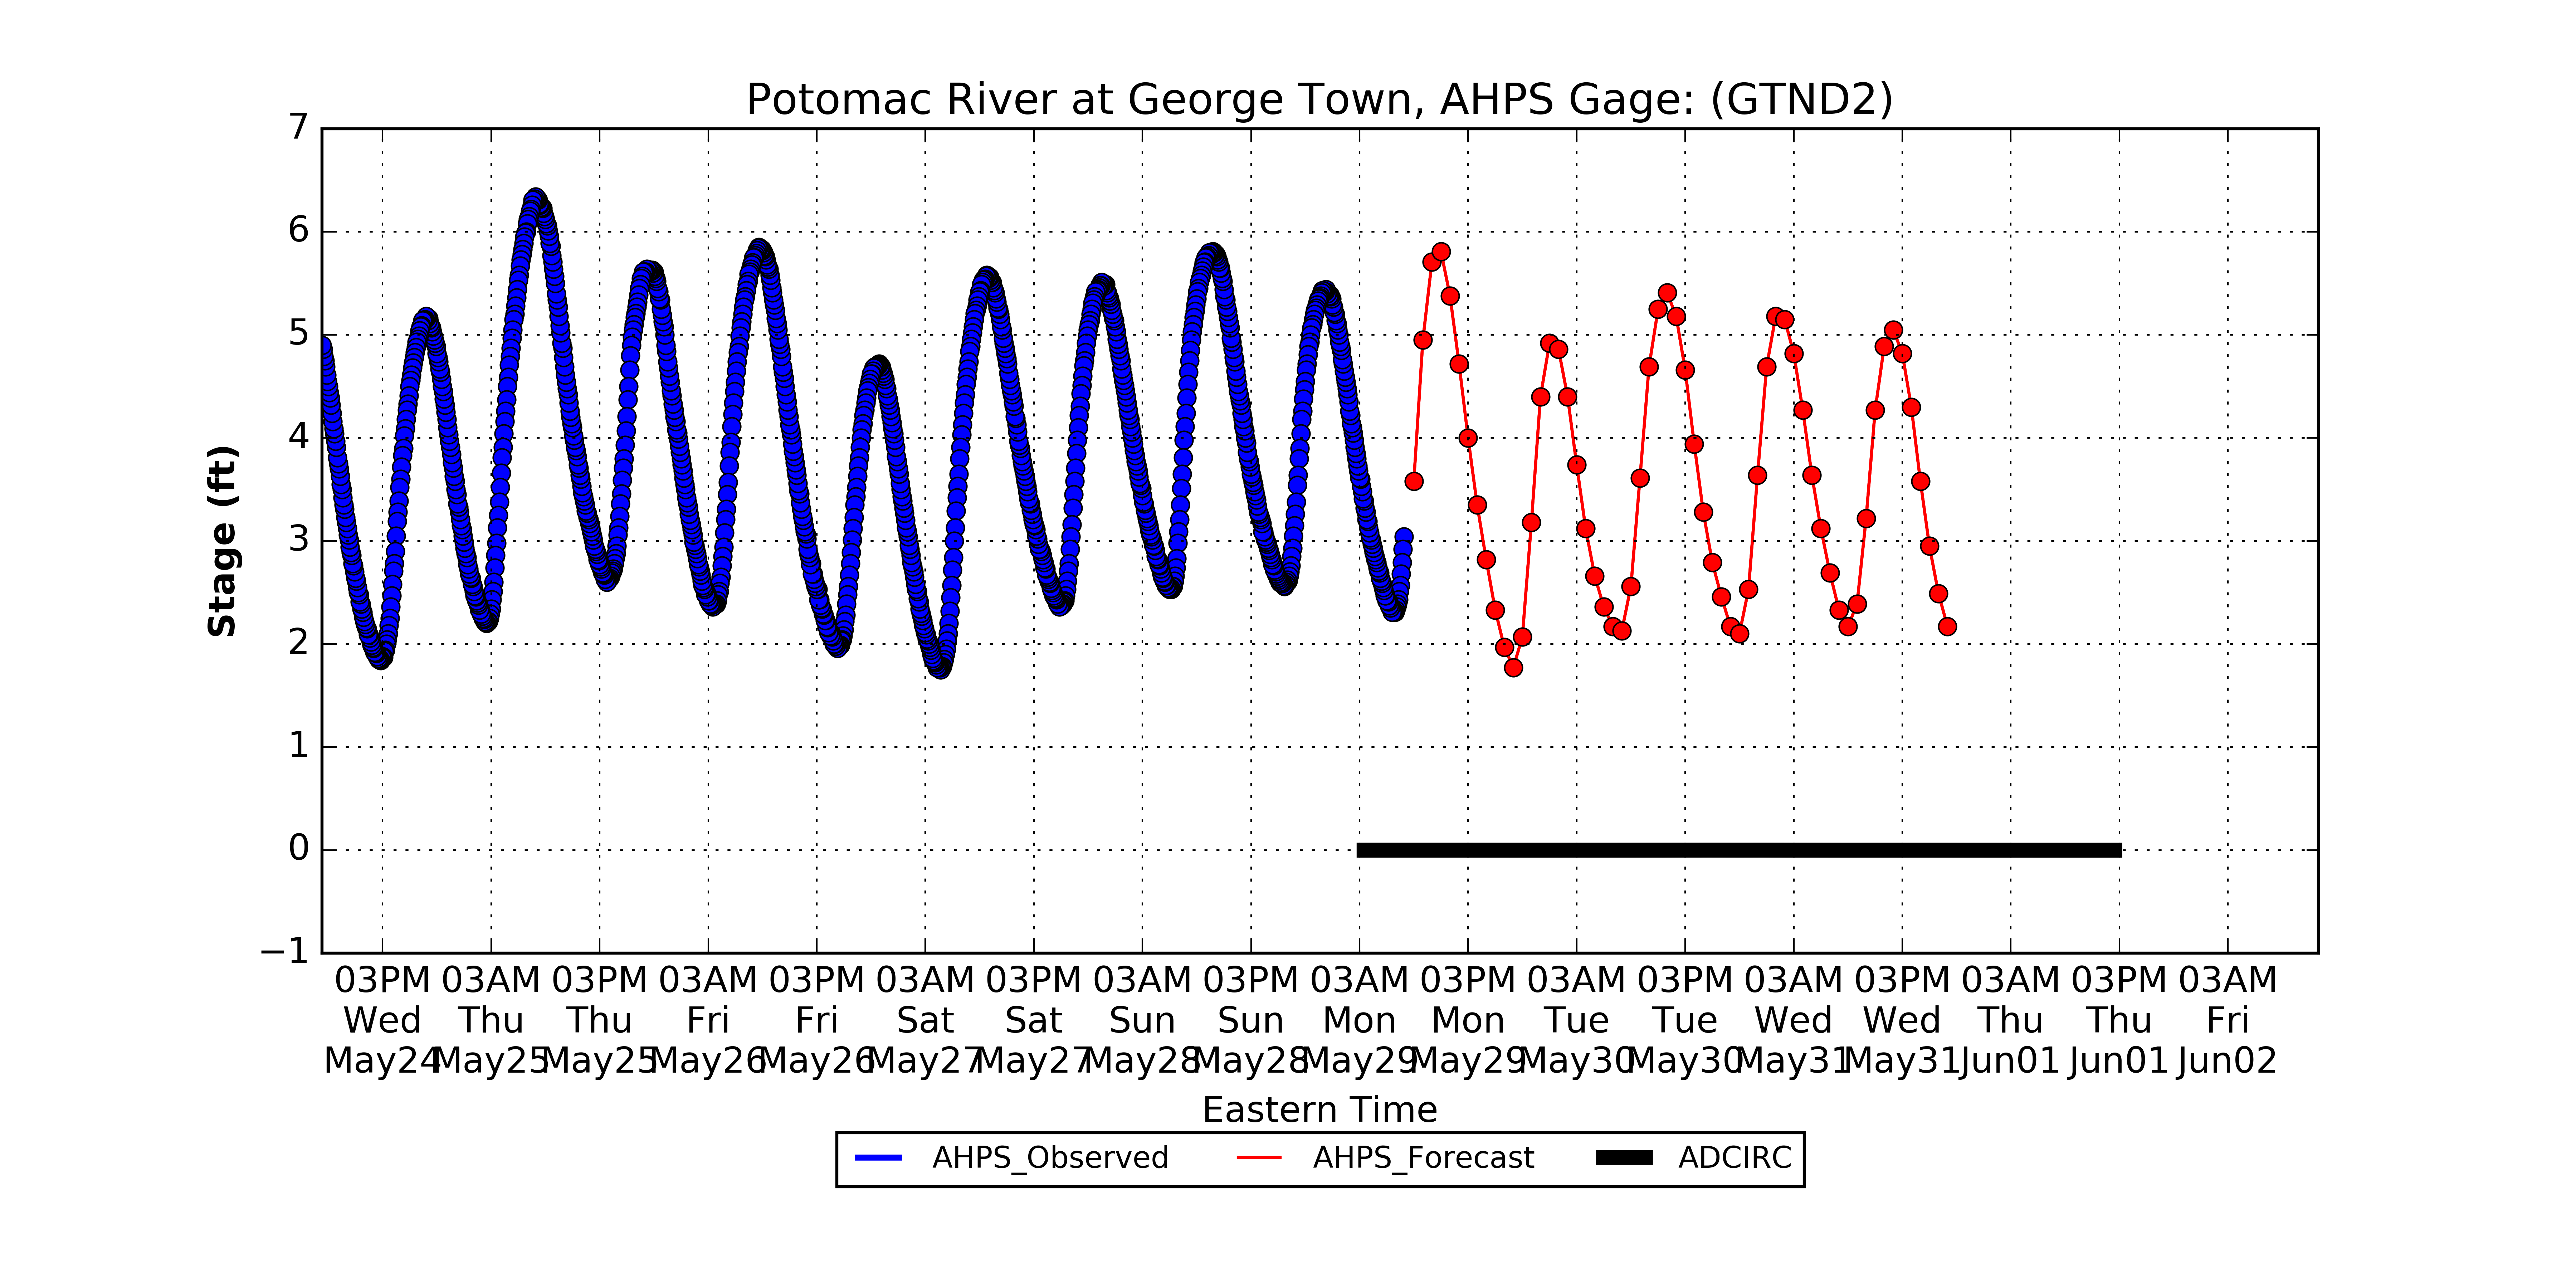 Potomac River at George Town, AHPS Gage: (GTND2)
7
6
5
4
3
2
1
0
−1
Stage (ft)
03PM 03AM 03PM 03AM 03PM 03AM 03PM 03AM 03PM 03AM 03PM 03AM 03PM 03AM 03PM 03AM 03PM 03AM
Wed Thu Thu Fri Fri Sat Sat Sun Sun Mon Mon Tue Tue Wed Wed Thu Thu Fri
May24 May25 May25 May26 May26 May27 May27 May28 May28 May29 May29 May30 May30 May31 May31 Jun01 Jun01 Jun02
Eastern Time
AHPS_Observed AHPS_Forecast ADCIRC